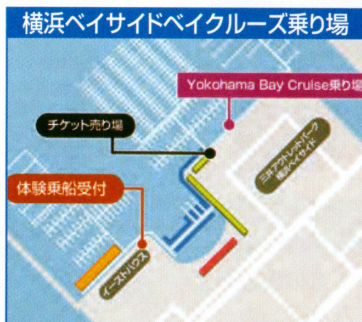 横浜ベイサイドベイクルーズ乗り場
Yokohama Bay Cruise乗り場
チケット売り場
三井アウトレットパーク
横浜ベイサイド
体験乗船受付
イーストハウス